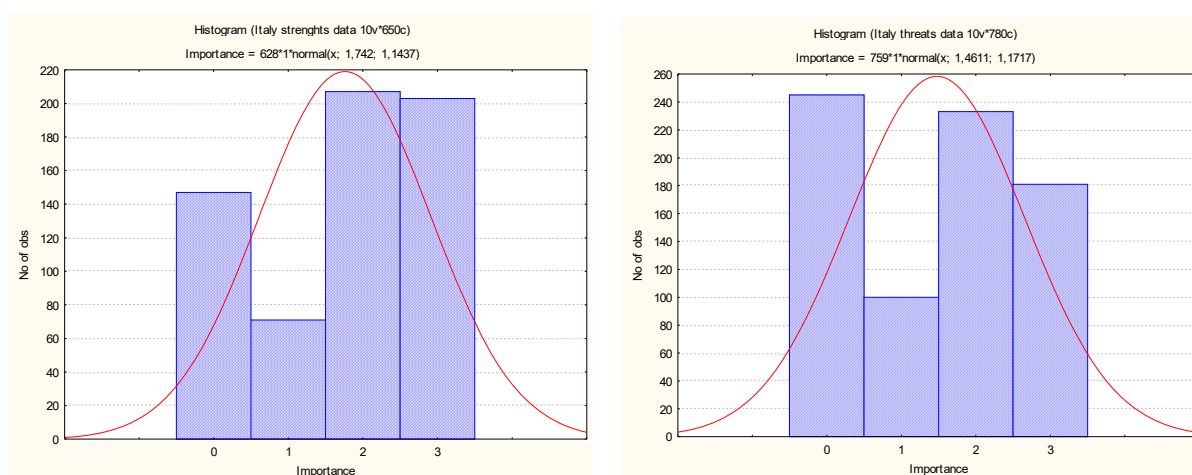 Histogram (Italy strenghts data 10v*650c)
Importance = 628*1*normal(x; 1,742; 1,1437)
220
200
180
160
140
120
100
80
60
40
20
0
No of obs
0 1 2 3
Importance
Histogram (Italy threats data 10v*780c)
Importance = 759*1*normal(x; 1,4611; 1,1717)
260
240
220
200
180
160
140
120
100
80
60
40
20
0
No of obs
0 1 2 3
Importance